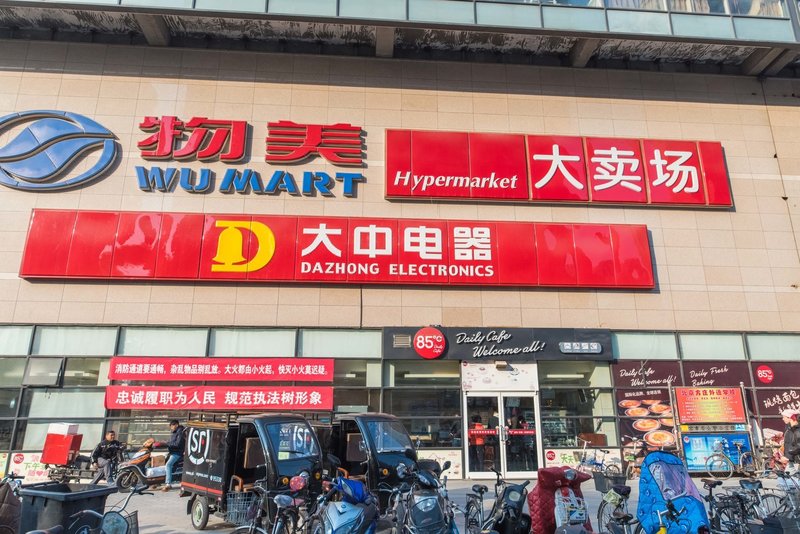 物美
WUMART
Hypermarket 大卖场
大中电器
DAZHONG ELECTRONICS
消防通道要通畅，杂乱物品别乱放，大火都由小火起，快灭小火莫迟疑。
忠诚履职为人民 规范执法树形象
85°C
Daily Cafe
Welcome all!
Daily Cafe
Welcome all!
Daily Fresh
Baking
85°C